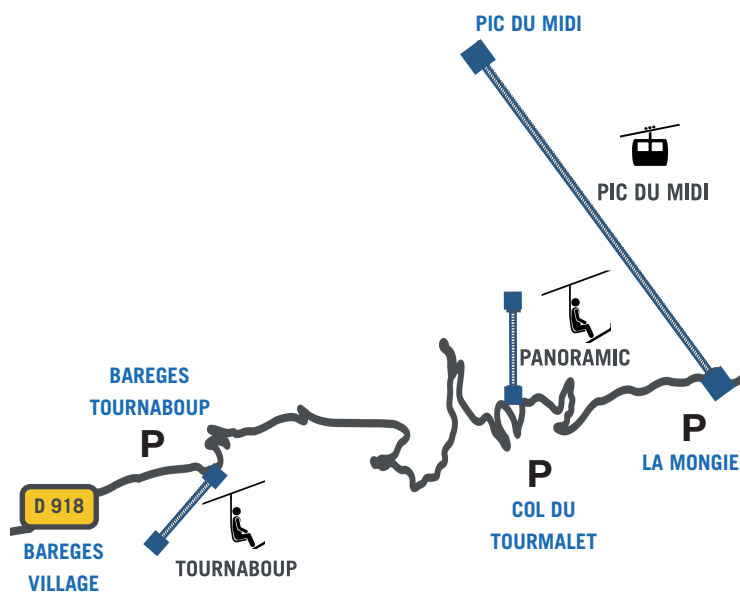 PIC DU MIDI
PIC DU MIDI
PANORAMIC
BAREGES
TOURNABOUP
P
P
LA MONGIE
P
COL DU
TOURMALET
D 918
BAREGES
VILLAGE
TOURNABOUP